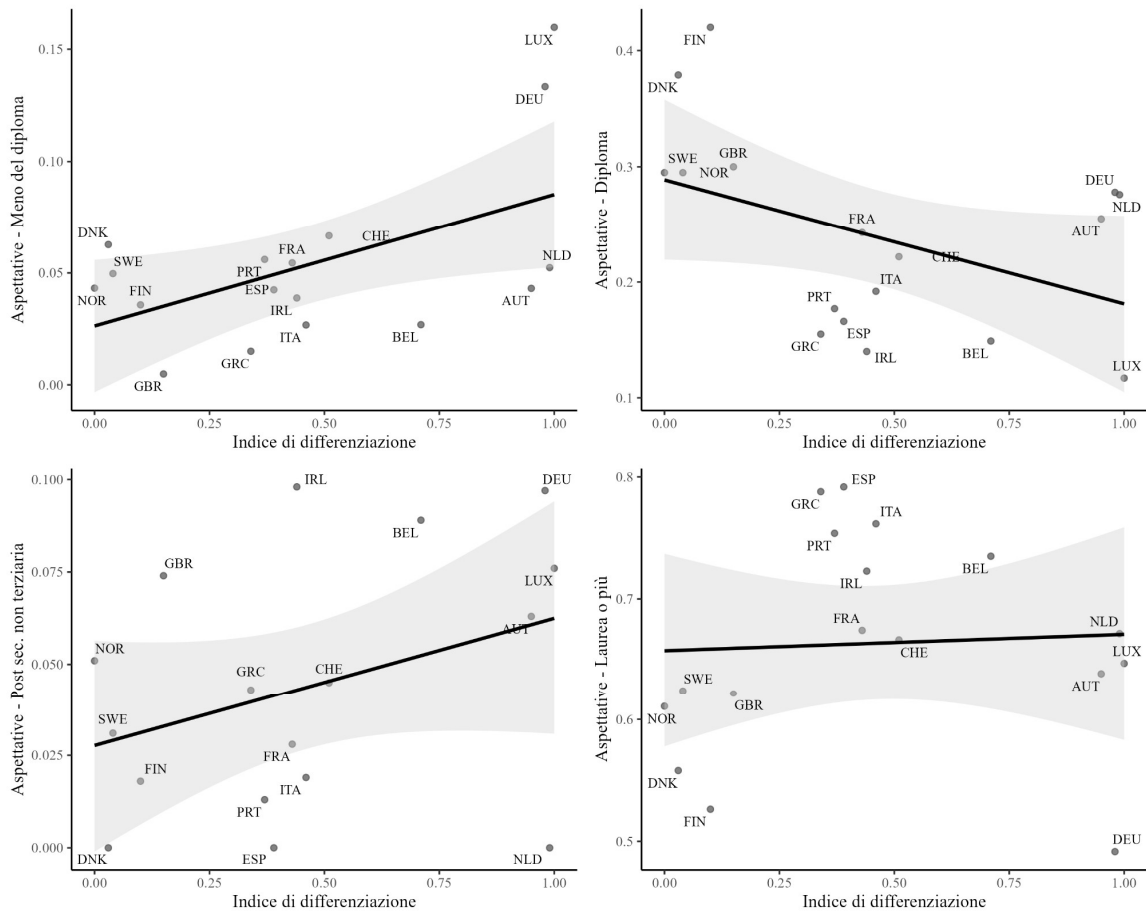 Aspettative - Meno del diploma
0.15
0.10
0.05
0.00
LUX
DEU
DNK
SWE
NOR
FIN
GBR
PRT
FRA
CHE
ESP
IRL
ITA
GRC
BEL
NLD
AUT
0.00 0.25 0.50 0.75 1.00
Indice di differenziazione
Aspettative - Diploma
0.4
0.3
0.2
0.1
FIN
DNK
SWE
NOR
GBR
FRA
CHE
ITA
PRT
ESP
GRC
IRL
BEL
DEU
NLD
AUT
LUX
0.00 0.25 0.50 0.75 1.00
Indice di differenziazione
Aspettative - Post sec. non terziaria
0.100
0.075
0.050
0.025
0.000
IRL
DEU
BEL
GBR
LUX
AUT
NOR
GRC
CHE
SWE
FIN
FRA
ITA
PRT
DNK
ESP
NLD
0.00 0.25 0.50 0.75 1.00
Indice di differenziazione
Aspettative - Laurea o più
0.8
0.7
0.6
0.5
ESP
GRC
ITA
PRT
IRL
BEL
FRA
CHE
NLD
LUX
AUT
SWE
NOR
GBR
DNK
FIN
DEU
0.00 0.25 0.50 0.75 1.00
Indice di differenziazione